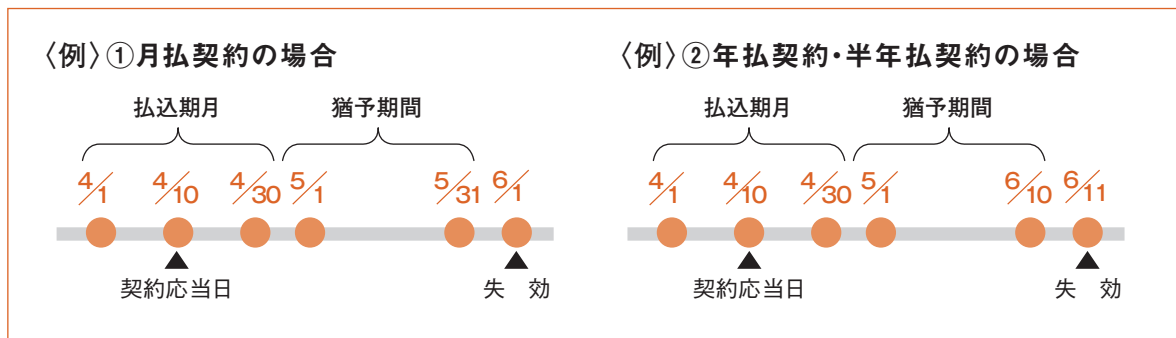 〈例〉①月払契約の場合
払込期月 猶予期間
4/1 4/10 4/30 5/1 5/31 6/1
契約応当日 失 効
〈例〉②年払契約・半年払契約の場合
払込期月 猶予期間
4/1 4/10 4/30 5/1 6/10 6/11
契約応当日 失 効